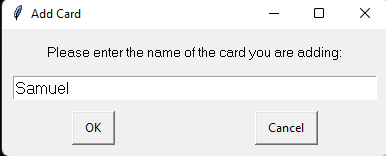 Add Card
Please enter the name of the card you are adding:
Samuel
OK
Cancel